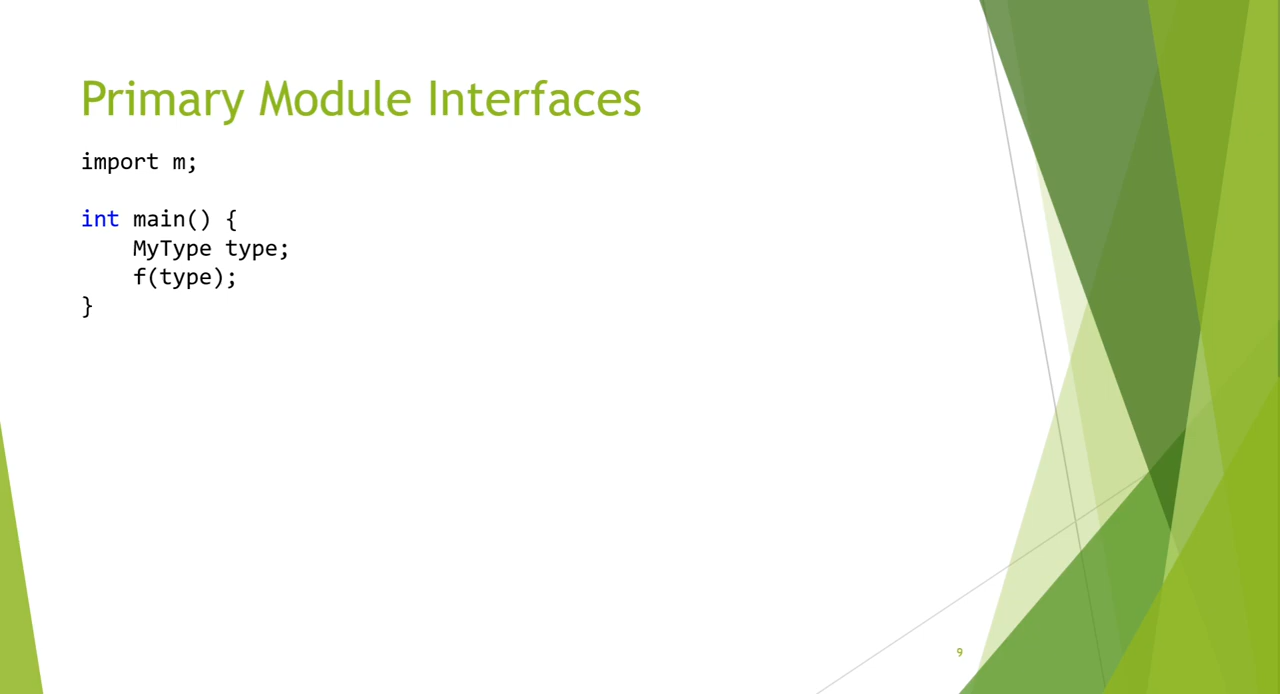 Primary Module Interfaces
import m;
int main() {
    MyType type;
    f(type);
}
9